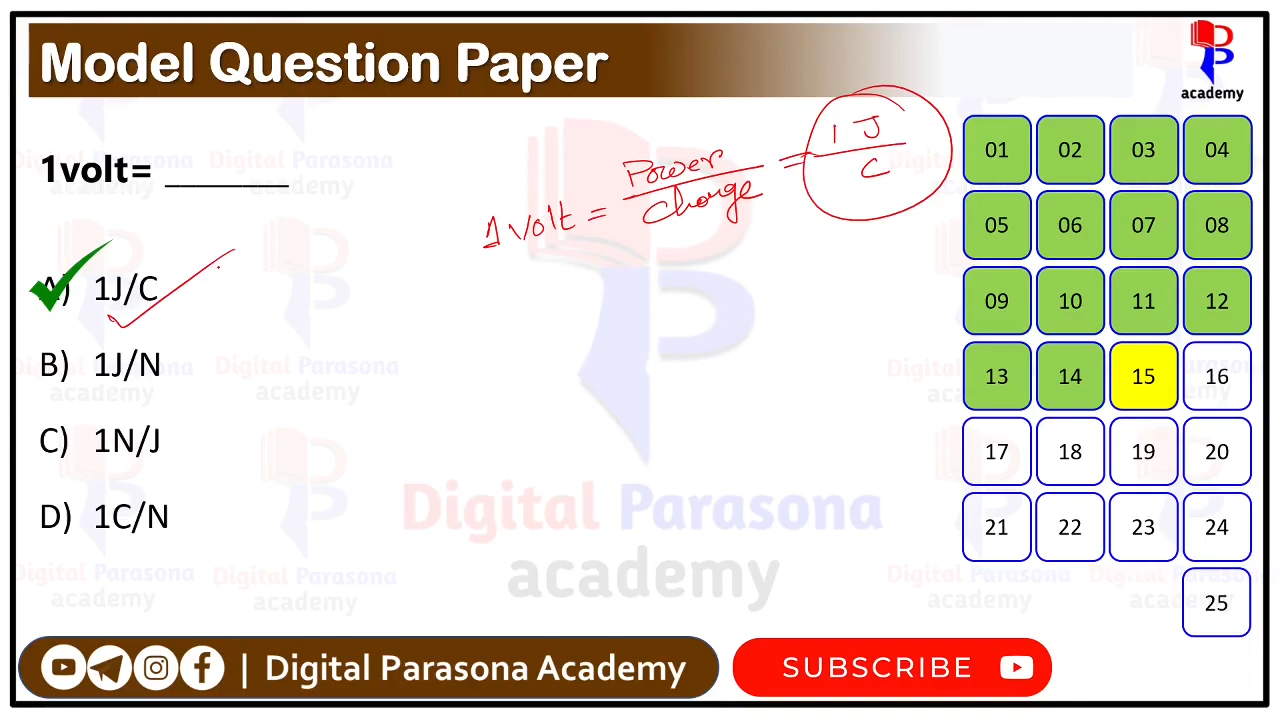 Model Question Paper
academy
1volt= ________
1 volt = Power / Charge = 1 J / C
A) 1J/C
B) 1J/N
C) 1N/J
D) 1C/N
01 02 03 04
05 06 07 08
09 10 11 12
13 14 15 16
17 18 19 20
21 22 23 24
25
Digital Parasona
academy
| Digital Parasona Academy
SUBSCRIBE